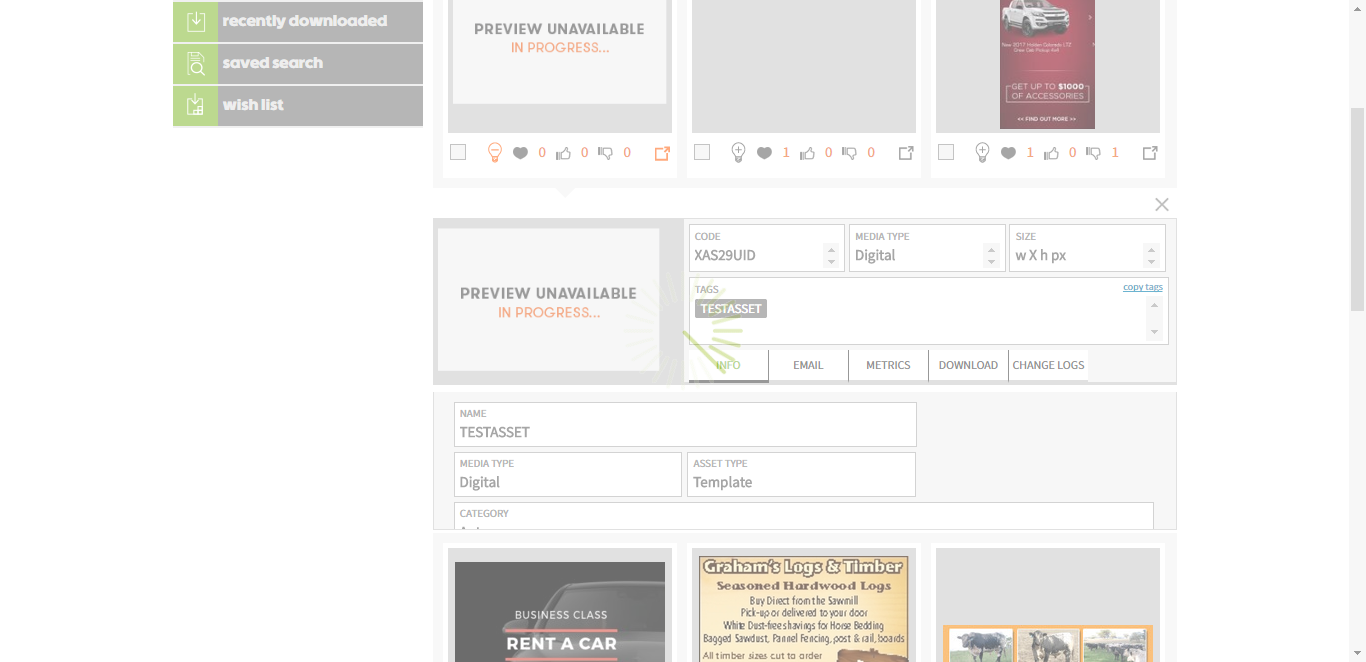 recently downloaded
saved search
wish list
PREVIEW UNAVAILABLE
IN PROGRESS...
New 2017 Holden Colorado LTZ
Crew Cab Pickup 4x4
GET UP TO $1000
OF ACCESSORIES
<< FIND OUT MORE >>
0 0 0
1 0 0
1 0 1
PREVIEW UNAVAILABLE
IN PROGRESS...
CODE
XAS29UID
MEDIA TYPE
Digital
SIZE
w X h px
TAGS
copy tags
TESTASSET
INFO
EMAIL
METRICS
DOWNLOAD
CHANGE LOGS
NAME
TESTASSET
MEDIA TYPE
Digital
ASSET TYPE
Template
CATEGORY
BUSINESS CLASS
RENT A CAR
Graham's Logs & Timber
Seasoned Hardwood Logs
Buy Direct from the Sawmill
Pick-up or delivered to your door
White Dust-free shavings for Horse Bedding
Bagged Sawdust, Pannel Fencing, post & rail, boards
All timber sizes cut to order